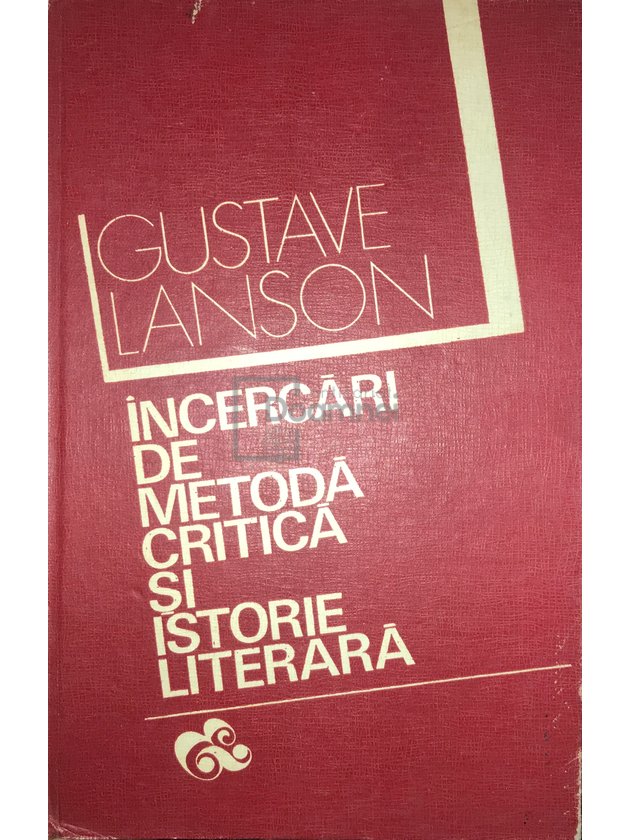 GUSTAVE
LANSON
ÎNCERCĂRI
DE
METODĂ
CRITICĂ
ȘI
ISTORIE
LITERARĂ